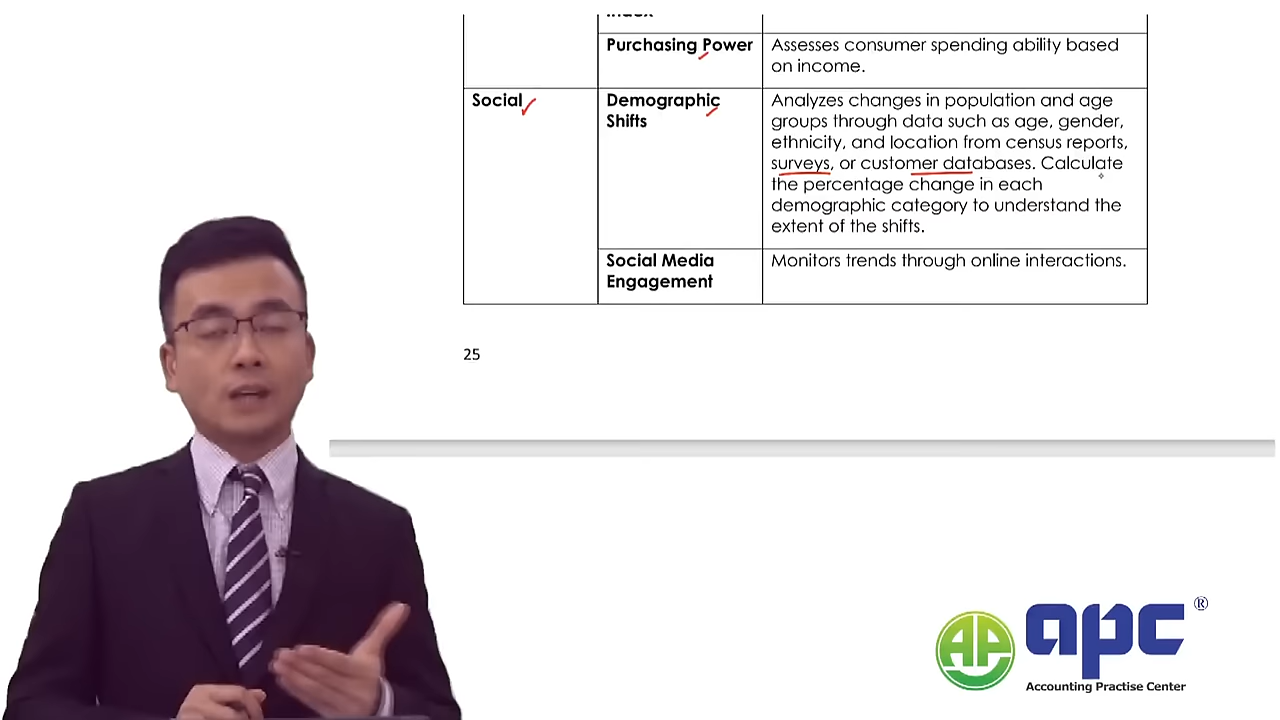 Index
Purchasing Power
Assesses consumer spending ability based
on income.
Social
Demographic
Shifts
Analyzes changes in population and age
groups through data such as age, gender,
ethnicity, and location from census reports,
surveys, or customer databases. Calculate
the percentage change in each
demographic category to understand the
extent of the shifts.
Social Media
Engagement
Monitors trends through online interactions.
25
AP
apc®
Accounting Practise Center